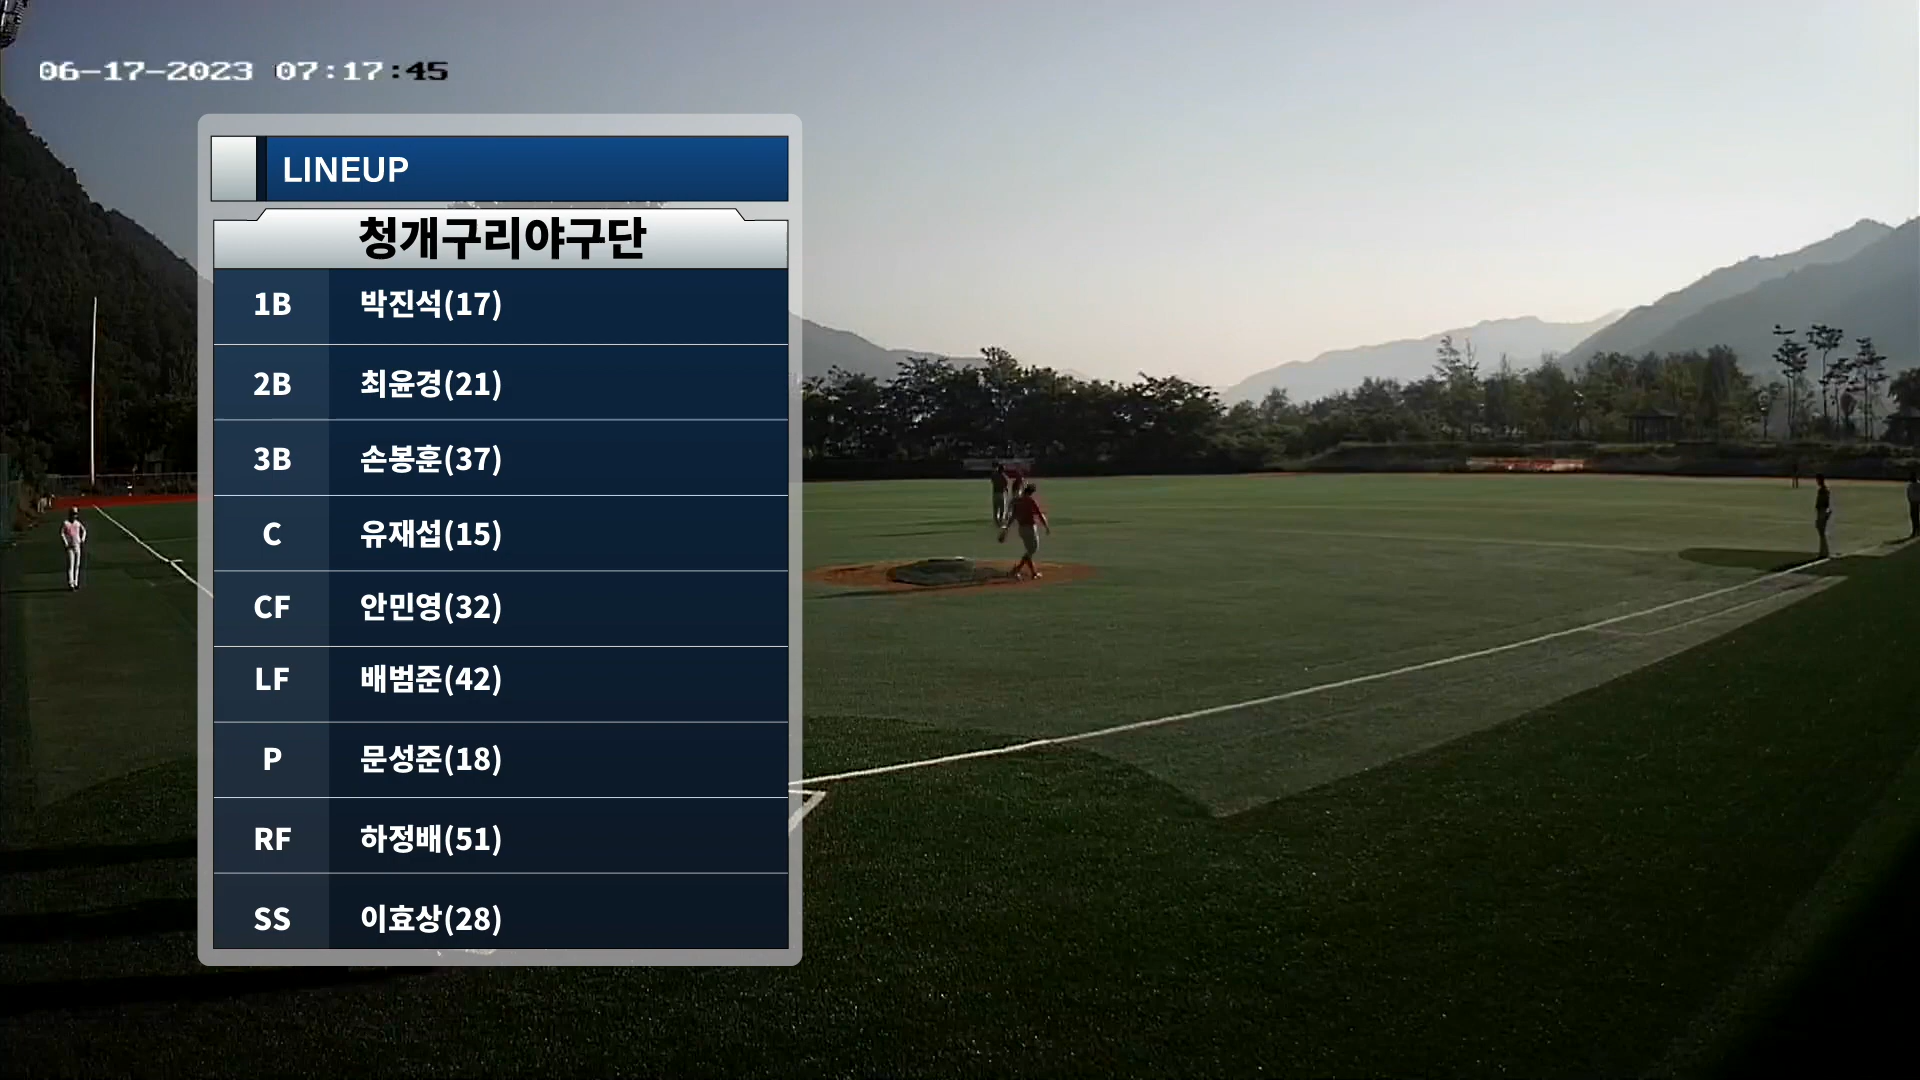 06-17-2023 07:17:45
LINEUP
청개구리야구단
1B 박진석(17)
2B 최윤경(21)
3B 손봉훈(37)
C 유재섭(15)
CF 안민영(32)
LF 배범준(42)
P 문성준(18)
RF 하정배(51)
SS 이효상(28)